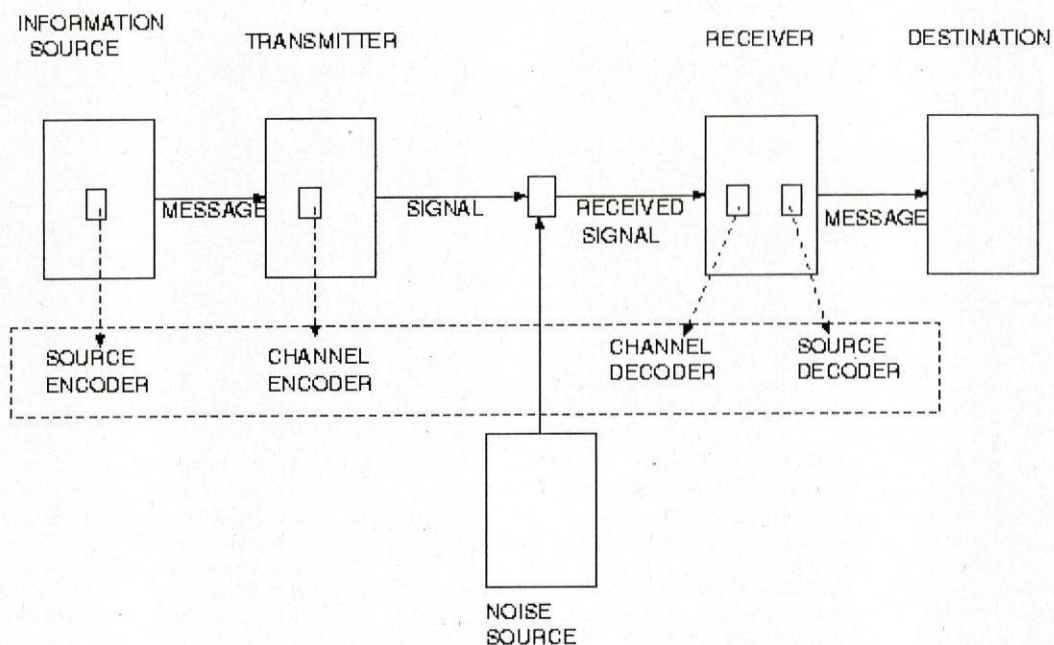 INFORMATION
SOURCE
TRANSMITTER
RECEIVER
DESTINATION
MESSAGE
SIGNAL
RECEIVED
SIGNAL
MESSAGE
SOURCE
ENCODER
CHANNEL
ENCODER
CHANNEL
DECODER
SOURCE
DECODER
NOISE
SOURCE